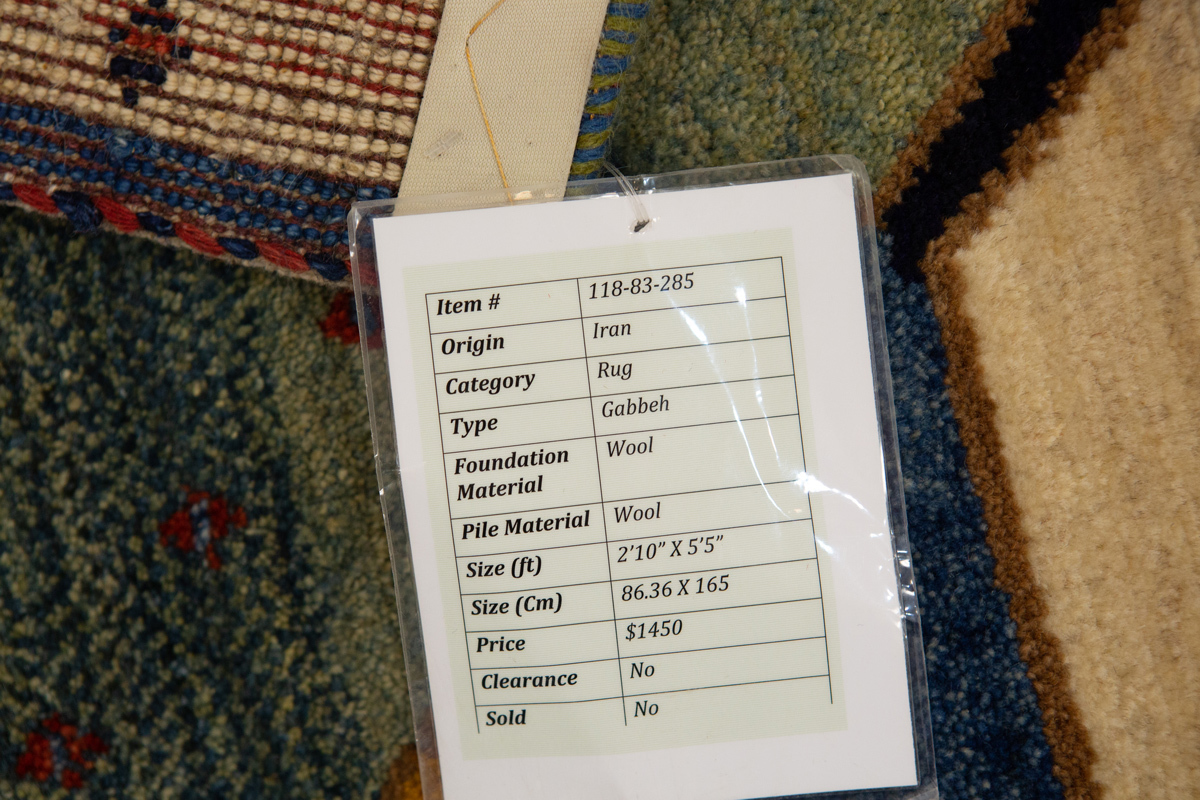 Item # 118-83-285
Origin Iran
Category Rug
Type Gabbeh
Foundation Wool
Material
Pile Material Wool
Size (ft) 2’10” X 5’5”
Size (Cm) 86.36 X 165
Price $1450
Clearance No
Sold No